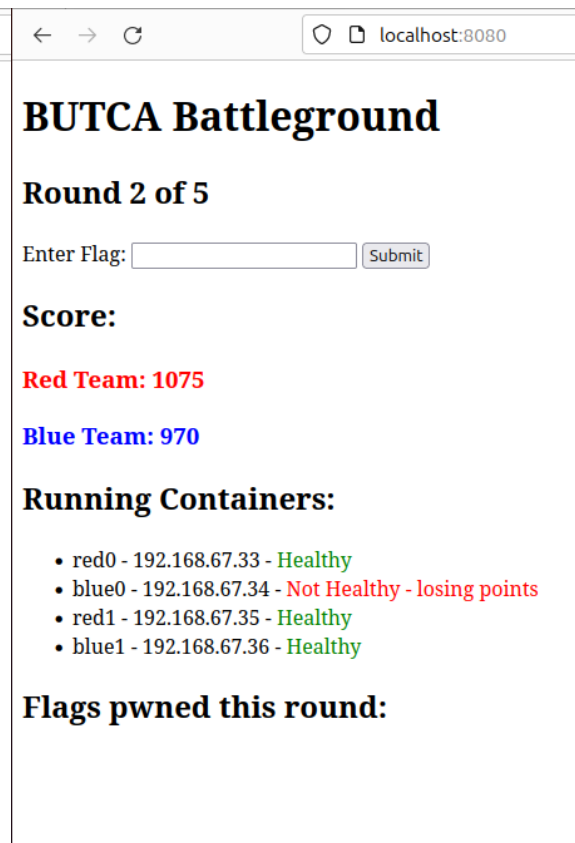 localhost:8080
BUTCA Battleground
Round 2 of 5
Enter Flag: Submit
Score:
Red Team: 1075
Blue Team: 970
Running Containers:
• red0 - 192.168.67.33 - Healthy
• blue0 - 192.168.67.34 - Not Healthy - losing points
• red1 - 192.168.67.35 - Healthy
• blue1 - 192.168.67.36 - Healthy
Flags pwned this round: